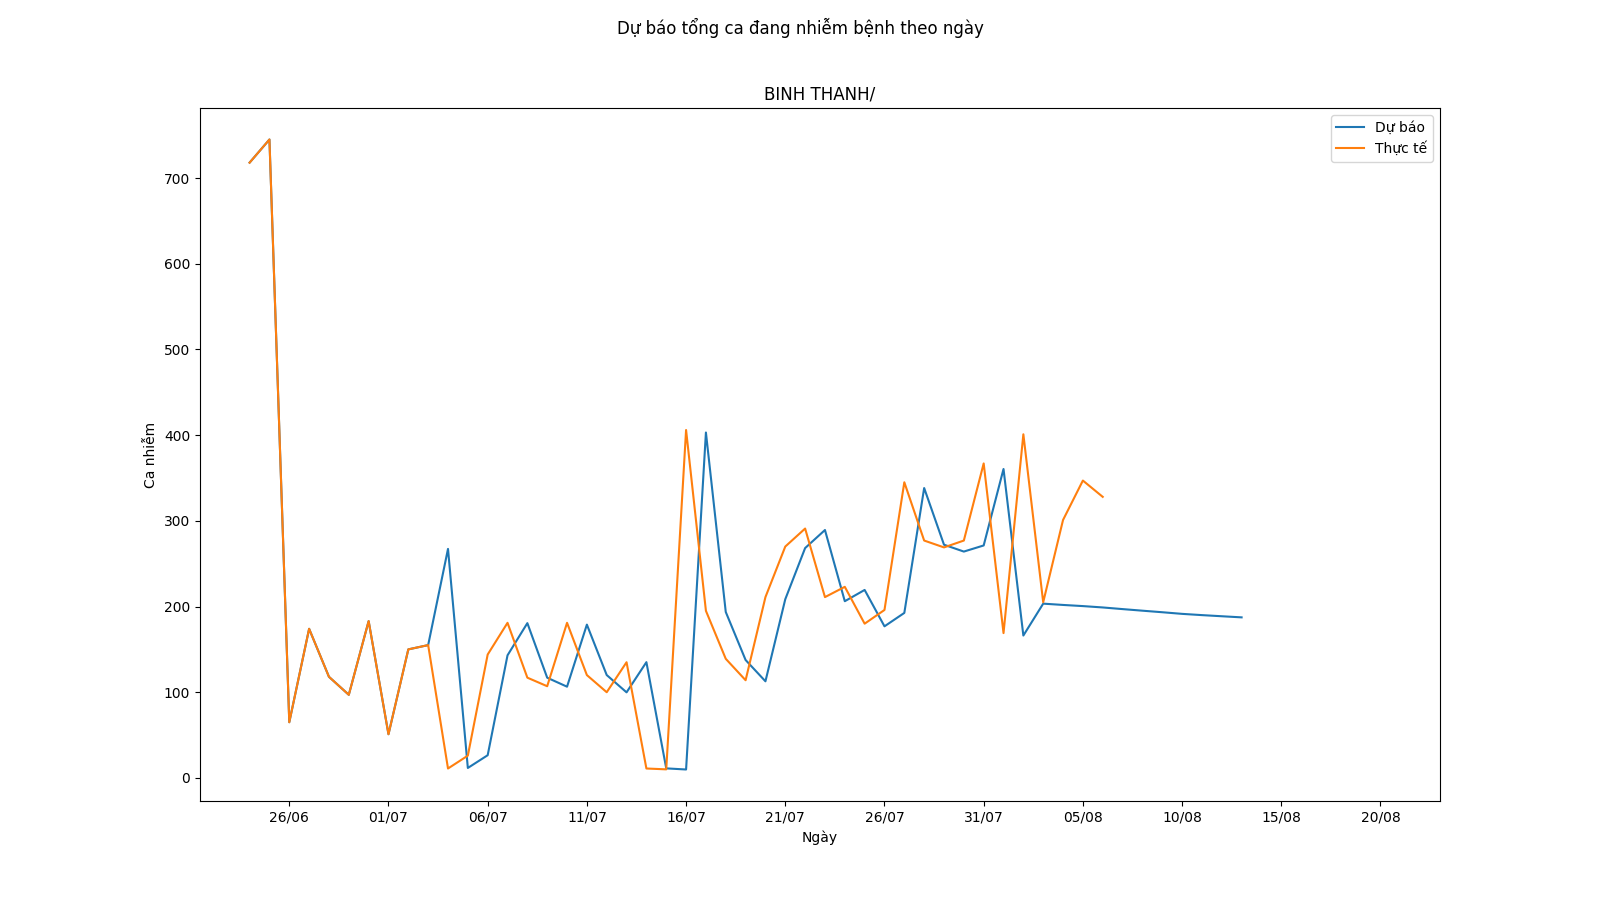 Dự báo tổng ca đang nhiễm bệnh theo ngày
BINH THANH/
Dự báo
Thực tế
700
600
500
400
300
200
100
0
Ca nhiễm
26/06 01/07 06/07 11/07 16/07 21/07 26/07 31/07 05/08 10/08 15/08 20/08
Ngày